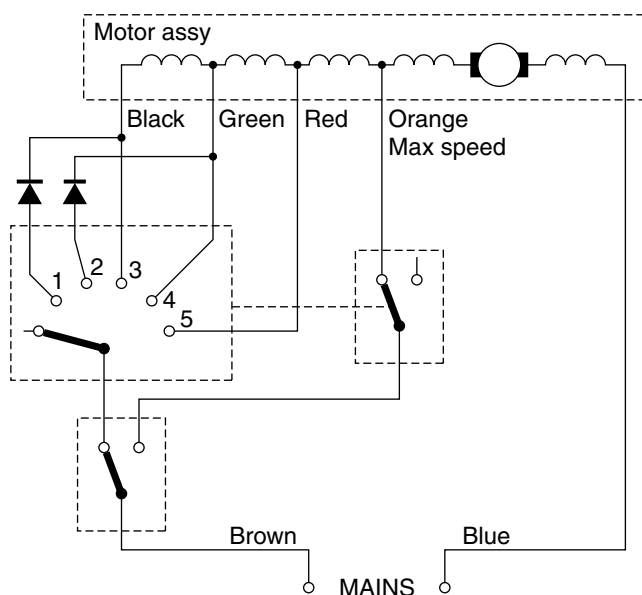 Motor assy
Black Green Red Orange
Max speed
1 2 3 4 5
Brown Blue
MAINS